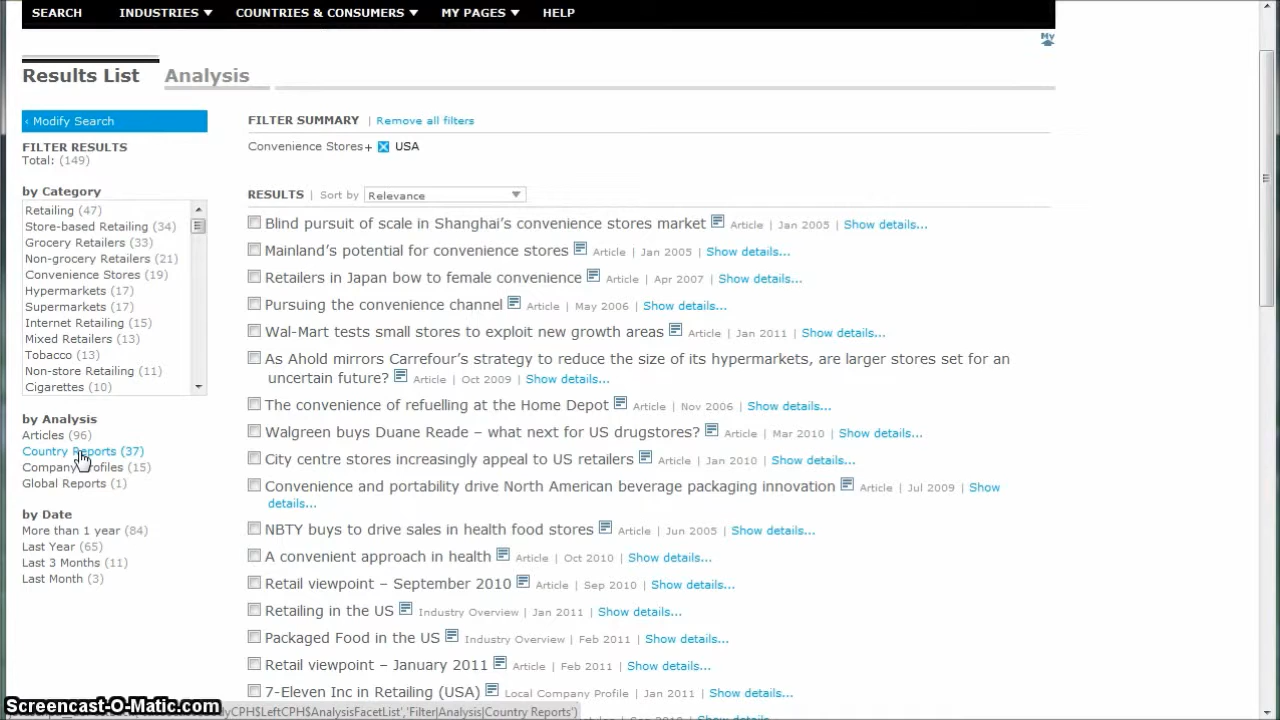 SEARCH INDUSTRIES COUNTRIES & CONSUMERS MY PAGES HELP
My
Results List Analysis
‹ Modify Search
FILTER RESULTS
Total: (149)
by Category
Retailing (47)
Store-based Retailing (34)
Grocery Retailers (33)
Non-grocery Retailers (21)
Convenience Stores (19)
Hypermarkets (17)
Supermarkets (17)
Internet Retailing (15)
Mixed Retailers (13)
Tobacco (13)
Non-store Retailing (11)
Cigarettes (10)
by Analysis
Articles (96)
Country Reports (37)
Company Profiles (15)
Global Reports (1)
by Date
More than 1 year (84)
Last Year (65)
Last 3 Months (11)
Last Month (3)
FILTER SUMMARY | Remove all filters
Convenience Stores+ USA
RESULTS | Sort by Relevance
Blind pursuit of scale in Shanghai's convenience stores market Article | Jan 2005 | Show details...
Mainland's potential for convenience stores Article | Jan 2005 | Show details...
Retailers in Japan bow to female convenience Article | Apr 2007 | Show details...
Pursuing the convenience channel Article | May 2006 | Show details...
Wal-Mart tests small stores to exploit new growth areas Article | Jan 2011 | Show details...
As Ahold mirrors Carrefour's strategy to reduce the size of its hypermarkets, are larger stores set for an
uncertain future? Article | Oct 2009 | Show details...
The convenience of refuelling at the Home Depot Article | Nov 2006 | Show details...
Walgreen buys Duane Reade – what next for US drugstores? Article | Mar 2010 | Show details...
City centre stores increasingly appeal to US retailers Article | Jan 2010 | Show details...
Convenience and portability drive North American beverage packaging innovation Article | Jul 2009 | Show
details...
NBTY buys to drive sales in health food stores Article | Jun 2005 | Show details...
A convenient approach in health Article | Oct 2010 | Show details...
Retail viewpoint – September 2010 Article | Sep 2010 | Show details...
Retailing in the US Industry Overview | Jan 2011 | Show details...
Packaged Food in the US Industry Overview | Feb 2011 | Show details...
Retail viewpoint – January 2011 Article | Feb 2011 | Show details...
7-Eleven Inc in Retailing (USA) Local Company Profile | Jan 2011 | Show details...
Screencast-O-Matic.com
CPH$LeftCPH$AnalysisFacetList','Filter|Analysis|Country Reports')